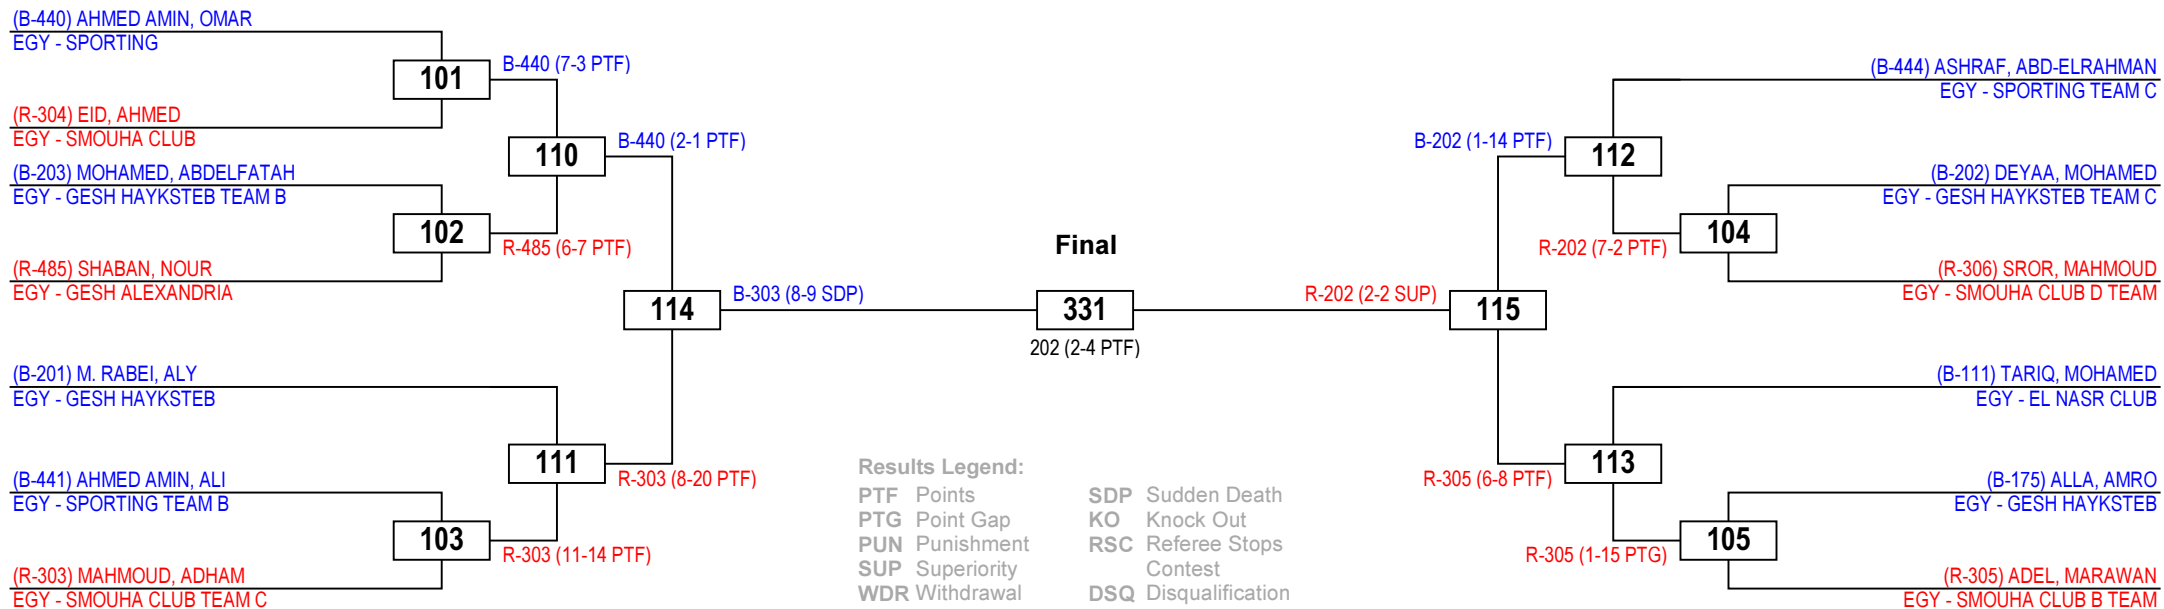 (B-440) AHMED AMIN, OMAR
EGY - SPORTING
101
B-440 (7-3 PTF)
(R-304) EID, AHMED
EGY - SMOUHA CLUB
110
B-440 (2-1 PTF)
(B-203) MOHAMED, ABDELFATAH
EGY - GESH HAYKSTEB TEAM B
102
R-485 (6-7 PTF)
(R-485) SHABAN, NOUR
EGY - GESH ALEXANDRIA
114
B-303 (8-9 SDP)
(B-201) M. RABEI, ALY
EGY - GESH HAYKSTEB
111
R-303 (8-20 PTF)
(B-441) AHMED AMIN, ALI
EGY - SPORTING TEAM B
103
R-303 (11-14 PTF)
(R-303) MAHMOUD, ADHAM
EGY - SMOUHA CLUB TEAM C
Final
331
202 (2-4 PTF)
Results Legend:
PTF Points
PTG Point Gap
PUN Punishment
SUP Superiority
WDR Withdrawal
SDP Sudden Death
KO Knock Out
RSC Referee Stops
Contest
DSQ Disqualification
(B-444) ASHRAF, ABD-ELRAHMAN
EGY - SPORTING TEAM C
B-202 (1-14 PTF)
112
(B-202) DEYAA, MOHAMED
EGY - GESH HAYKSTEB TEAM C
R-202 (7-2 PTF)
104
(R-306) SROR, MAHMOUD
EGY - SMOUHA CLUB D TEAM
R-202 (2-2 SUP)
115
(B-111) TARIQ, MOHAMED
EGY - EL NASR CLUB
R-305 (6-8 PTF)
113
(B-175) ALLA, AMRO
EGY - GESH HAYKSTEB
R-305 (1-15 PTG)
105
(R-305) ADEL, MARAWAN
EGY - SMOUHA CLUB B TEAM